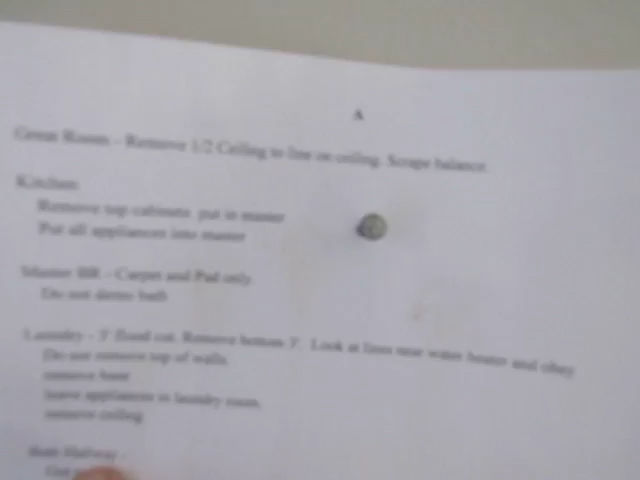 A
Great Room - Remove 1/2 Ceiling to line on ceiling. Scrape balance.
Kitchen
Remove top cabinets put in master
Put all appliances into master
Master BR - Carpet and Pad only
Do not demo bath
Laundry - 3' flood cut. Remove bottom 3'. Look at lines near water heater and obey
Do not remove top of walls.
remove
leave appliances in laundry room.
remove ceiling
Hallway -